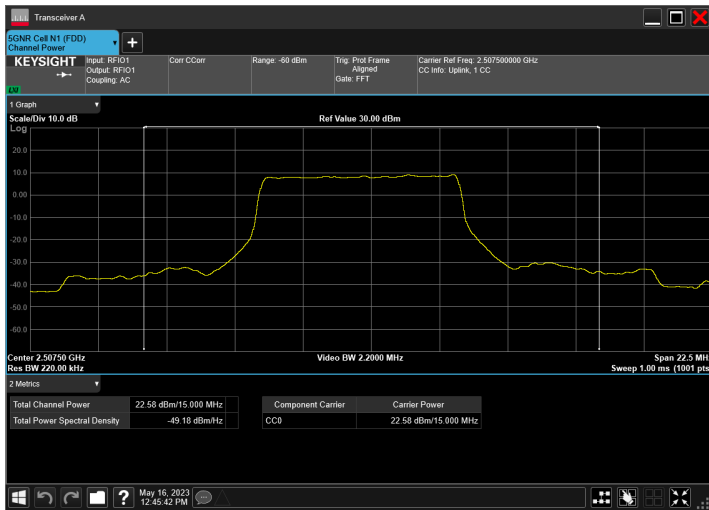 Transceiver A
5GNR Cell N1 (FDD)
Channel Power
KEYSIGHT
Input: RFIO1
Output: RFIO1
Coupling: AC
Corr CCorr
Range: -60 dBm
Trig: Prot Frame
Aligned
Gate: FFT
Carrier Ref Freq: 2.507500000 GHz
CC Info: Uplink, 1 CC
1 Graph
Scale/Div 10.0 dB
Ref Value 30.00 dBm
Log
20.0
10.0
0.00
-10.0
-20.0
-30.0
-40.0
-50.0
-60.0
Center 2.50750 GHz
Video BW 2.2000 MHz
Span 22.5 MH
Res BW 220.00 kHz
Sweep 1.00 ms (1001 pts
2 Metrics
Total Channel Power 22.58 dBm/15.000 MHz
Total Power Spectral Density -49.18 dBm/Hz
Component Carrier Carrier Power
CC0 22.58 dBm/15.000 MHz
May 16, 2023
12:45:42 PM
?